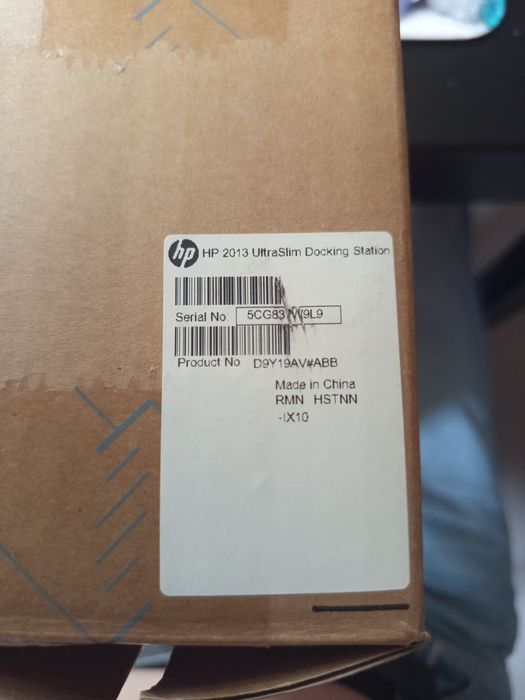 hp HP 2013 UltraSlim Docking Station
Serial No
Product No D9Y19AV#ABB
Made in China
RMN HSTNN
-IX10